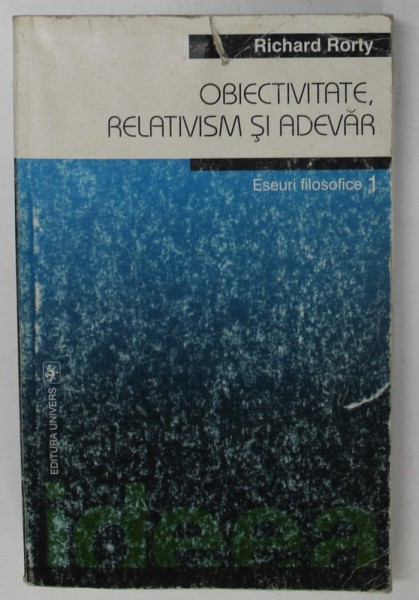 Richard Rorty
OBIECTIVITATE,
RELATIVISM ŞI ADEVĂR
Eseuri filosofice 1
EDITURA UNIVERS
ideea